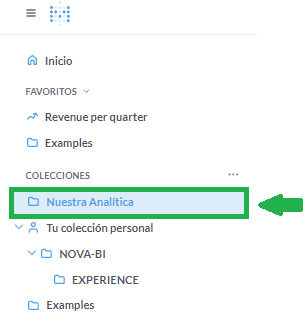 Inicio
FAVORITOS
Revenue per quarter
Examples
COLECCIONES
Nuestra Analítica
Tu colección personal
NOVA-BI
EXPERIENCE
Examples